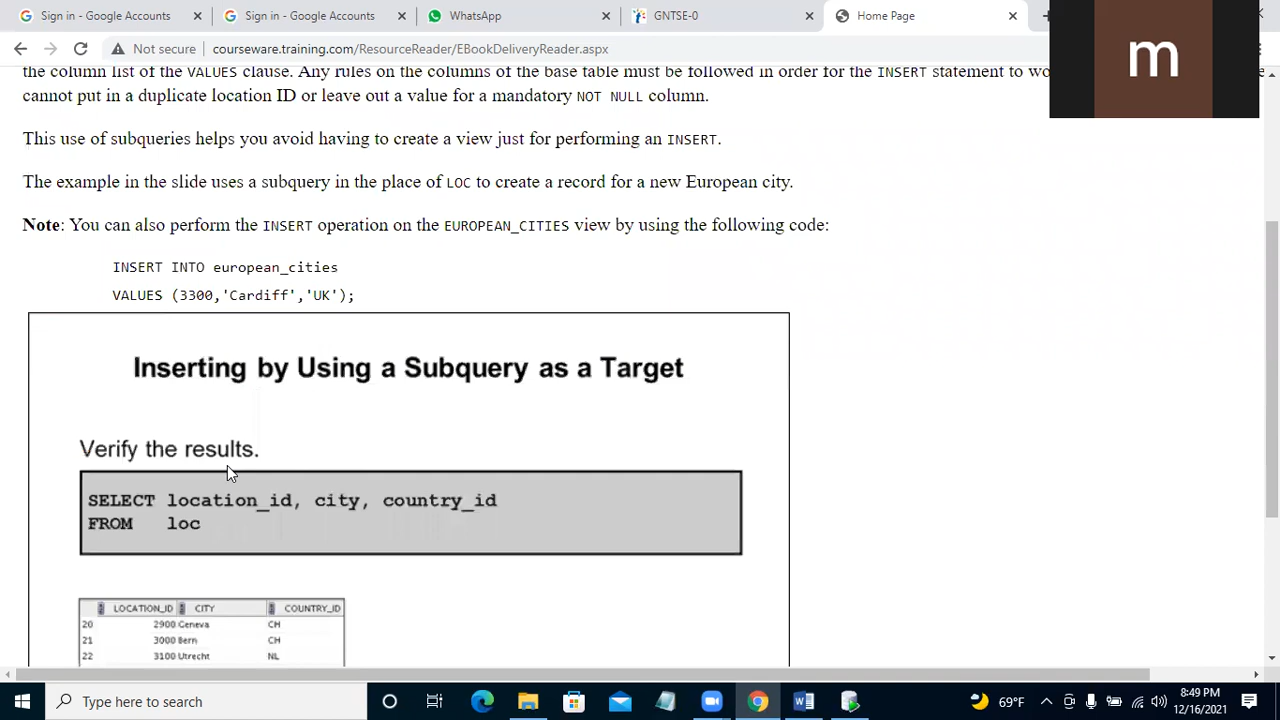 Sign in - Google Accounts
Sign in - Google Accounts
WhatsApp
GNTSE-0
Home Page
Not secure
courseware.training.com/ResourceReader/EBookDeliveryReader.aspx
m
the column list of the VALUES clause. Any rules on the columns of the base table must be followed in order for the INSERT statement to
cannot put in a duplicate location ID or leave out a value for a mandatory NOT NULL column.
This use of subqueries helps you avoid having to create a view just for performing an INSERT.
The example in the slide uses a subquery in the place of LOC to create a record for a new European city.
Note: You can also perform the INSERT operation on the EUROPEAN_CITIES view by using the following code:
INSERT INTO european_cities
VALUES (3300,'Cardiff','UK');
Inserting by Using a Subquery as a Target
Verify the results.
SELECT location_id, city, country_id
FROM loc
LOCATION_ID CITY COUNTRY_ID
20 2900 Geneva CH
21 3000 Bern CH
22 3100 Utrecht NL
Type here to search
69°F
8:49 PM
12/16/2021